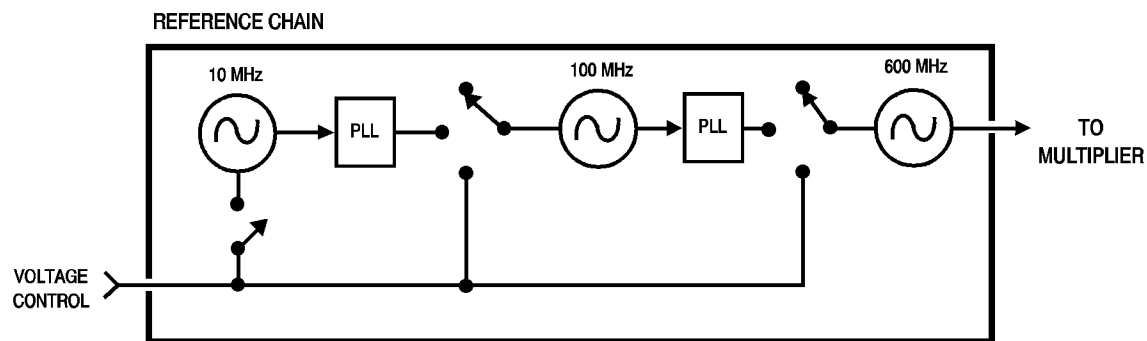 REFERENCE CHAIN
10 MHz
100 MHz
600 MHz
PLL
PLL
TO
MULTIPLIER
VOLTAGE
CONTROL